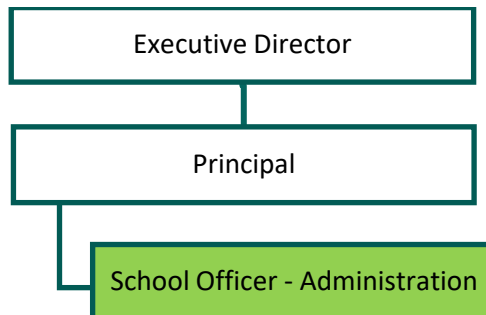 Executive Director
Principal
School Officer - Administration